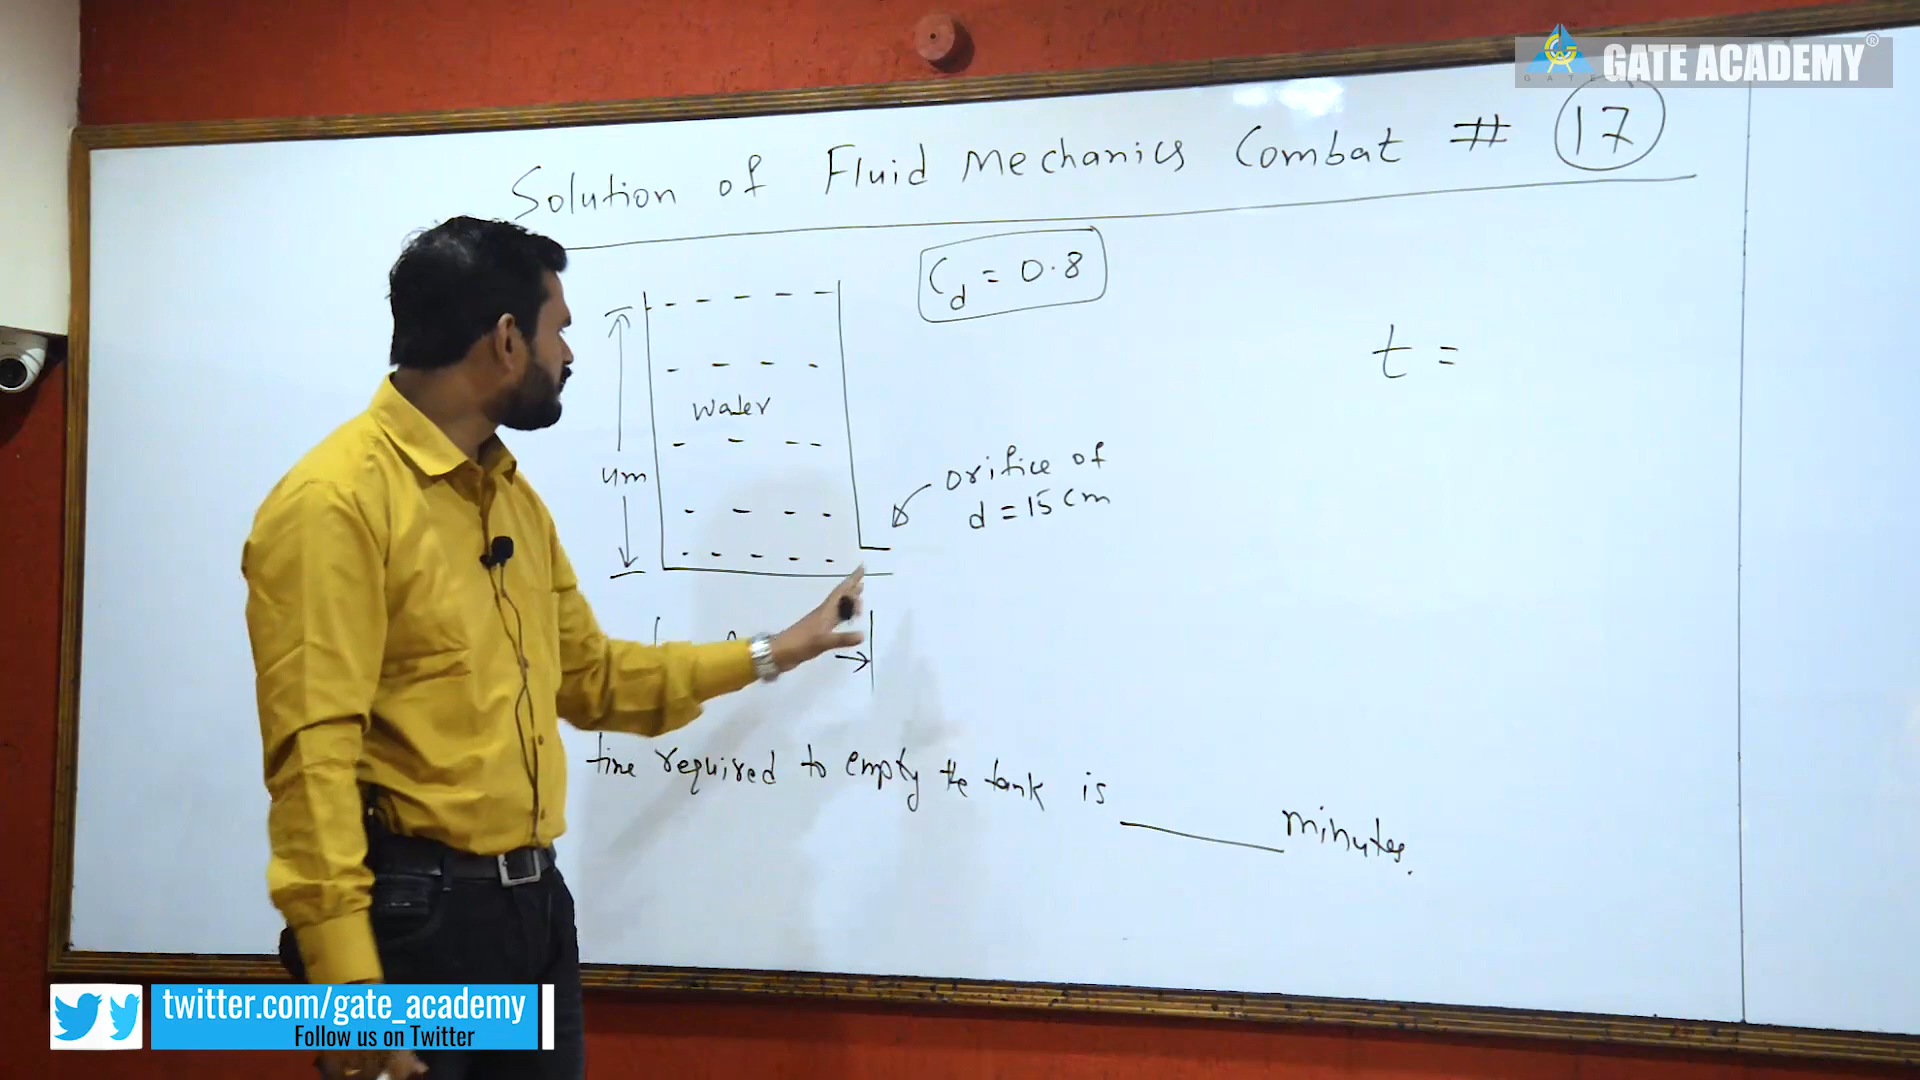 GATE ACADEMY®
GATE
Solution of Fluid Mechanics Combat # 17
Cd = 0.8
t =
water
4m
orifice of
d = 15 cm
time required to empty the tank is ______ minutes.
twitter.com/gate_academy
Follow us on Twitter